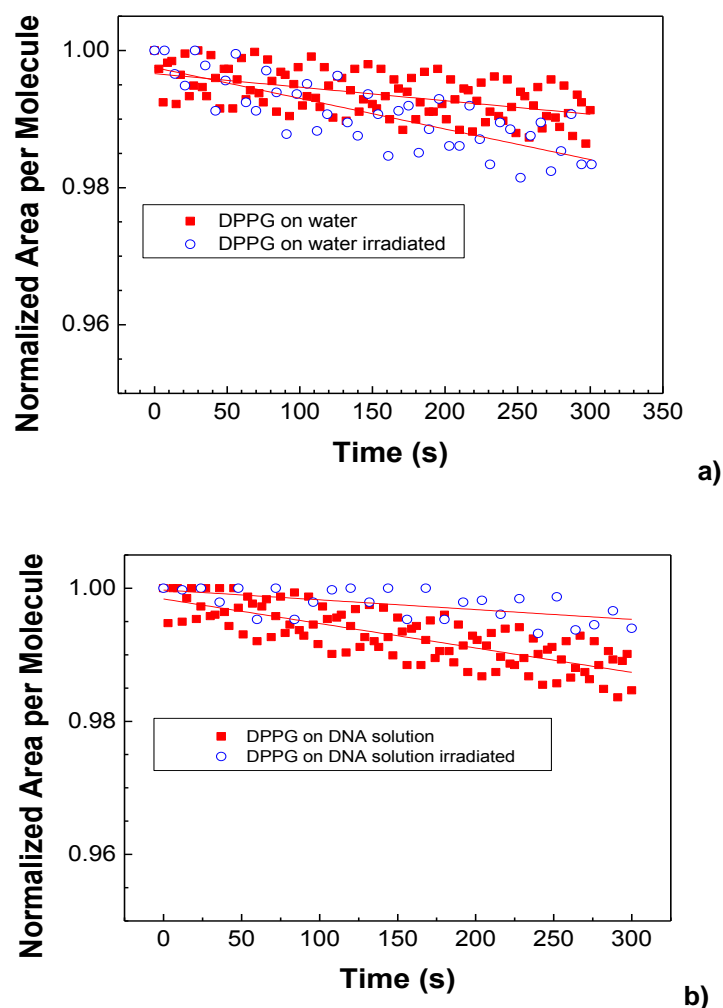 Normalized Area per Molecule
1.00
0.98
0.96
DPPG on water
DPPG on water irradiated
0 50 100 150 200 250 300 350
Time (s)
a)
Normalized Area per Molecule
1.00
0.98
0.96
DPPG on DNA solution
DPPG on DNA solution irradiated
0 50 100 150 200 250 300
Time (s)
b)